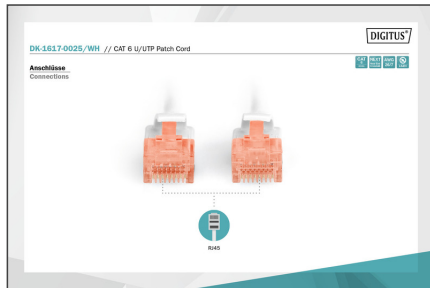 DIGITUS®
DK-1617-0025/WH // CAT 6 U/UTP Patch Cord
Anschlüsse
Connections
RJ45